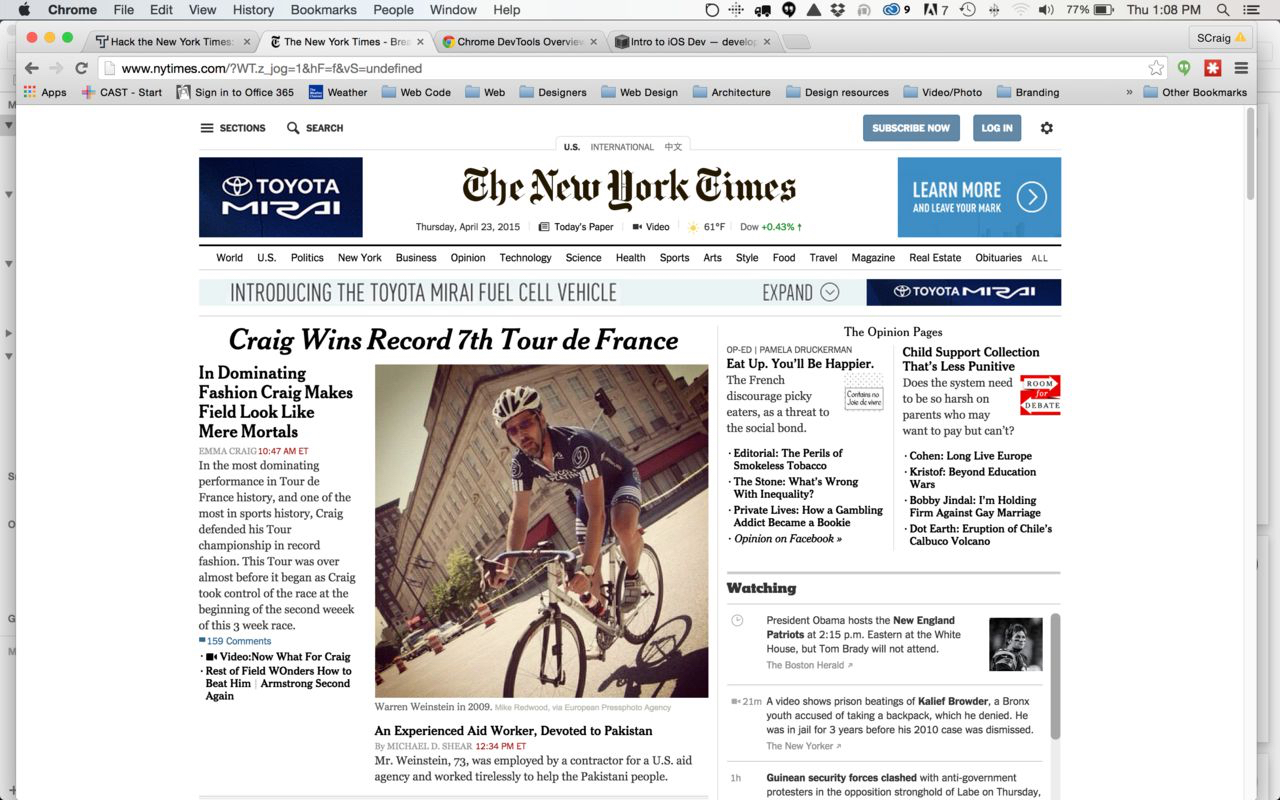 Chrome File Edit View History Bookmarks People Window Help 9 7 77% Thu 1:08 PM
Hack the New York Times: The New York Times - Brea Chrome DevTools Overview Intro to iOS Dev — develop SCraig
www.nytimes.com/?WT.z_jog=1&hF=f&vS=undefined
Apps CAST - Start Sign in to Office 365 Weather Web Code Web Designers Web Design Architecture Design resources Video/Photo Branding » Other Bookmarks
SECTIONS SEARCH SUBSCRIBE NOW LOG IN
U.S. INTERNATIONAL 中文
TOYOTA
MIRAI
The New York Times
LEARN MORE
AND LEAVE YOUR MARK
Thursday, April 23, 2015 Today's Paper Video 61°F Dow +0.43% ↑
World U.S. Politics New York Business Opinion Technology Science Health Sports Arts Style Food Travel Magazine Real Estate Obituaries ALL
INTRODUCING THE TOYOTA MIRAI FUEL CELL VEHICLE EXPAND TOYOTA MIRAI
Craig Wins Record 7th Tour de France
In Dominating
Fashion Craig Makes
Field Look Like
Mere Mortals
EMMA CRAIG 10:47 AM ET
In the most dominating
performance in Tour de
France history, and one of the
most in sports history, Craig
defended his Tour
championship in record
fashion. This Tour was over
almost before it began as Craig
took control of the race at the
beginning of the second weeek
of this 3 week race.
159 Comments
· Video:Now What For Craig
· Rest of Field WOnders How to
Beat Him | Armstrong Second
Again
Warren Weinstein in 2009. Mike Redwood, via European Pressphoto Agency
An Experienced Aid Worker, Devoted to Pakistan
By MICHAEL D. SHEAR 12:34 PM ET
Mr. Weinstein, 73, was employed by a contractor for a U.S. aid
agency and worked tirelessly to help the Pakistani people.
The Opinion Pages
OP-ED | PAMELA DRUCKERMAN
Eat Up. You'll Be Happier.
The French
discourage picky
eaters, as a threat to
the social bond.
Contains no
Joie de vivre
· Editorial: The Perils of
Smokeless Tobacco
· The Stone: What's Wrong
With Inequality?
· Private Lives: How a Gambling
Addict Became a Bookie
· Opinion on Facebook »
Child Support Collection
That's Less Punitive
Does the system need
to be so harsh on
parents who may
want to pay but can't?
ROOM
for
DEBATE
· Cohen: Long Live Europe
· Kristof: Beyond Education
Wars
· Bobby Jindal: I'm Holding
Firm Against Gay Marriage
· Dot Earth: Eruption of Chile's
Calbuco Volcano
Watching
President Obama hosts the New England
Patriots at 2:15 p.m. Eastern at the White
House, but Tom Brady will not attend.
The Boston Herald
21m A video shows prison beatings of Kalief Browder, a Bronx
youth accused of taking a backpack, which he denied. He
was in jail for 3 years before his 2010 case was dismissed.
The New Yorker
1h Guinean security forces clashed with anti-government
protesters in the opposition stronghold of Labe on Thursday,